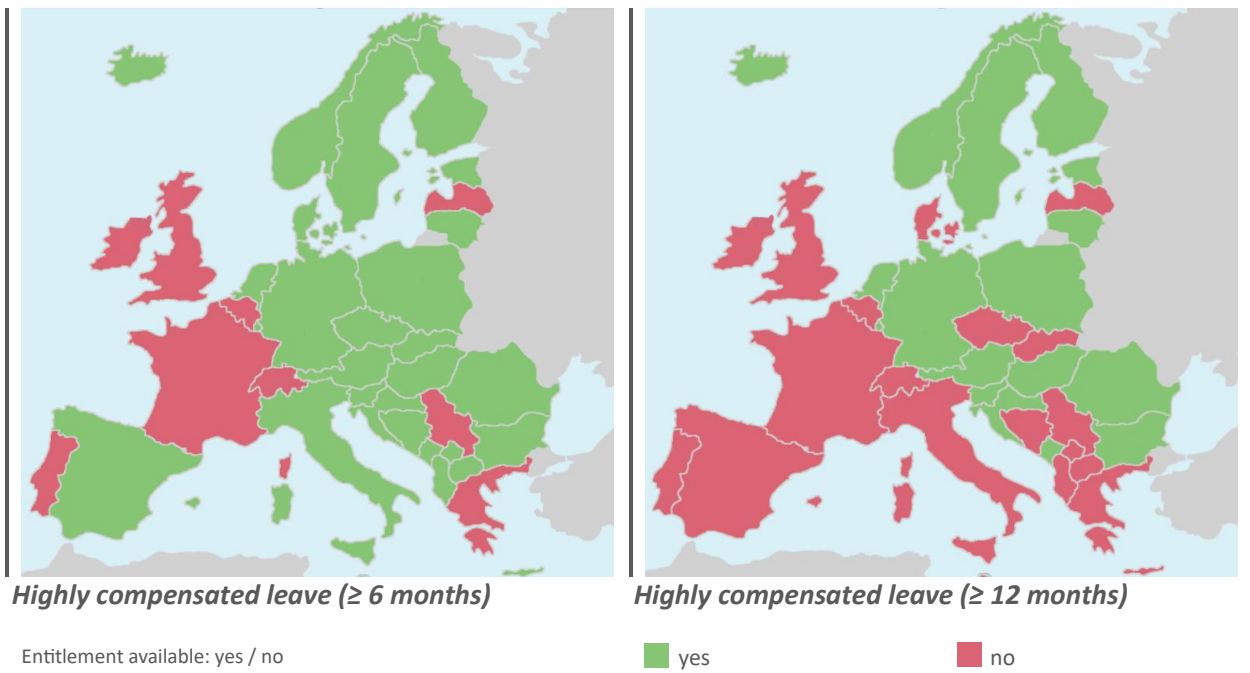 Highly compensated leave (≥ 6 months)
Highly compensated leave (≥ 12 months)
Entitlement available: yes / no
yes
no